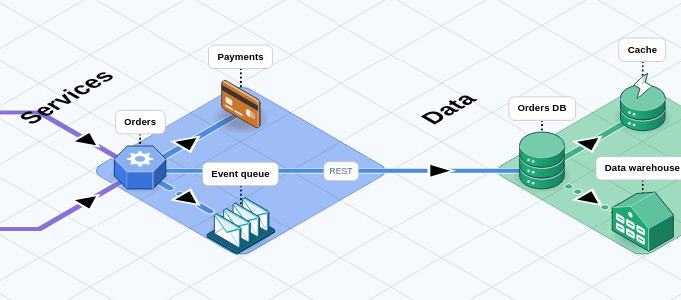 Services
Payments
Orders
Event queue
REST
Data
Orders DB
Cache
Data warehouse